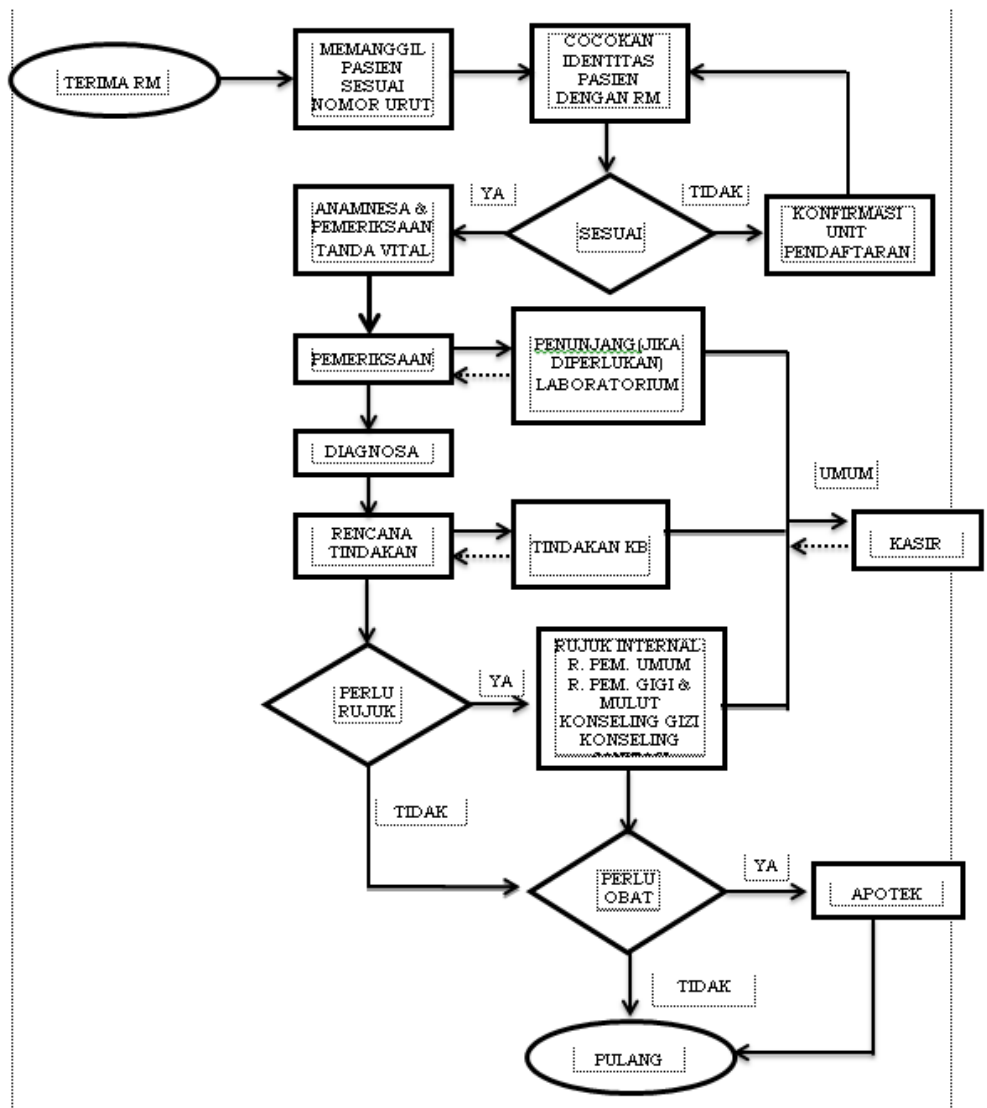 TERIMA RM
MEMANGGIL
PASIEN
SESUAI
NOMOR URUT
COCOKAN
IDENTITAS
PASIEN
DENGAN RM
YA
SESUAI
TIDAK
KONFIRMASI
UNIT
PENDAFTARAN
ANAMNESA &
PEMERIKSAAN
TANDA VITAL
PEMERIKSAAN
PENUNJANG (JIKA
DIPERLUKAN)
LABORATORIUM
DIAGNOSA
UMUM
RENCANA
TINDAKAN
TINDAKAN KB
KASIR
PERLU
RUJUK
YA
RUJUK INTERNAL
R. PEM. UMUM
R. PEM. GIGI &
MULUT
KONSELING GIZI
KONSELING
TIDAK
PERLU
OBAT
YA
APOTEK
TIDAK
PULANG